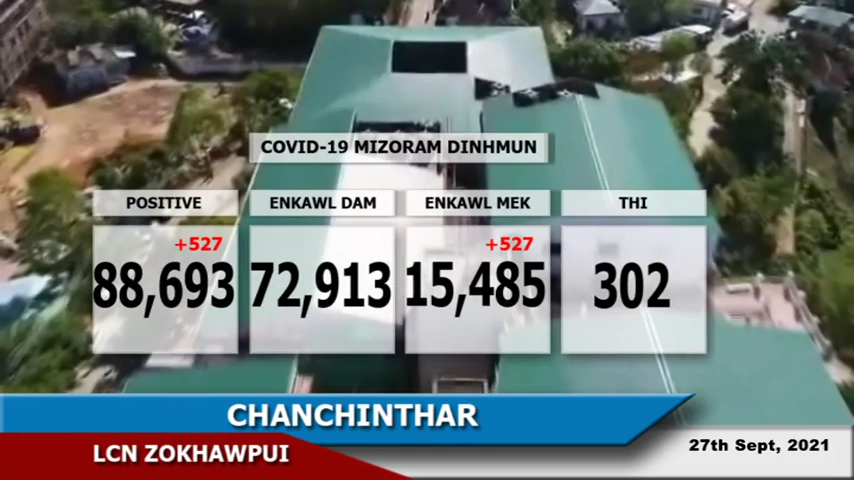 COVID-19 MIZORAM DINHMUN
POSITIVE
ENKAWL DAM
ENKAWL MEK
THI
+527
+527
88,693
72,913
15,485
302
CHANCHINTHAR
LCN ZOKHAWPUI
27th Sept, 2021